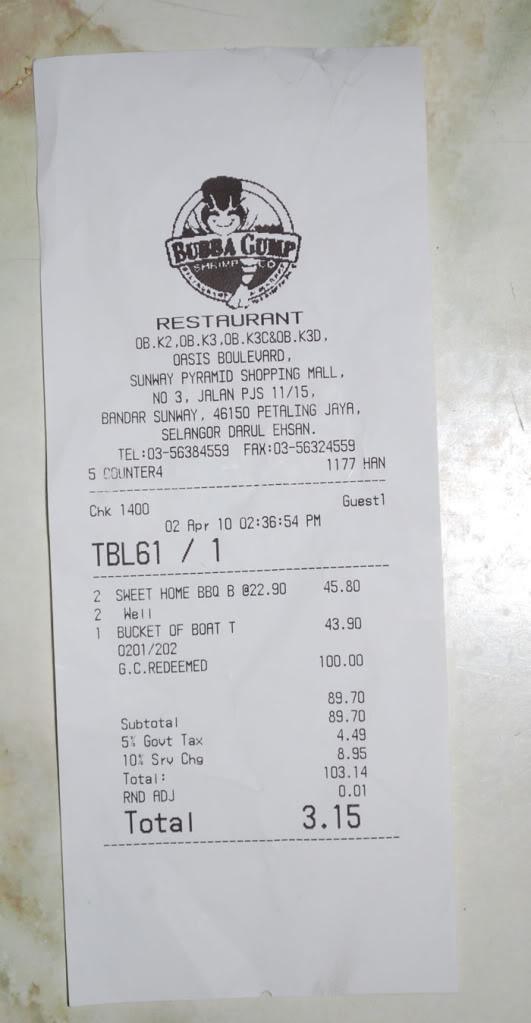 BUBBA GUMP
SHRIMP CO
RESTAURANT
OB.K2,OB.K3,OB.K3C&OB.K3D,
OASIS BOULEVARD,
SUNWAY PYRAMID SHOPPING MALL,
NO 3, JALAN PJS 11/15,
BANDAR SUNWAY, 46150 PETALING JAYA,
SELANGOR DARUL EHSAN.
TEL:03-56384559 FAX:03-56324559
5 COUNTER4 1177 HAN
Chk 1400 Guest1
02 Apr 10 02:36:54 PM
TBL61 / 1
2 SWEET HOME BBQ B @22.90 45.80
2 Well
1 BUCKET OF BOAT T 43.90
0201/202
G.C.REDEEMED 100.00
89.70
Subtotal 89.70
5% Govt Tax 4.49
10% Srv Chg 8.95
Total: 103.14
RND ADJ 0.01
Total 3.15